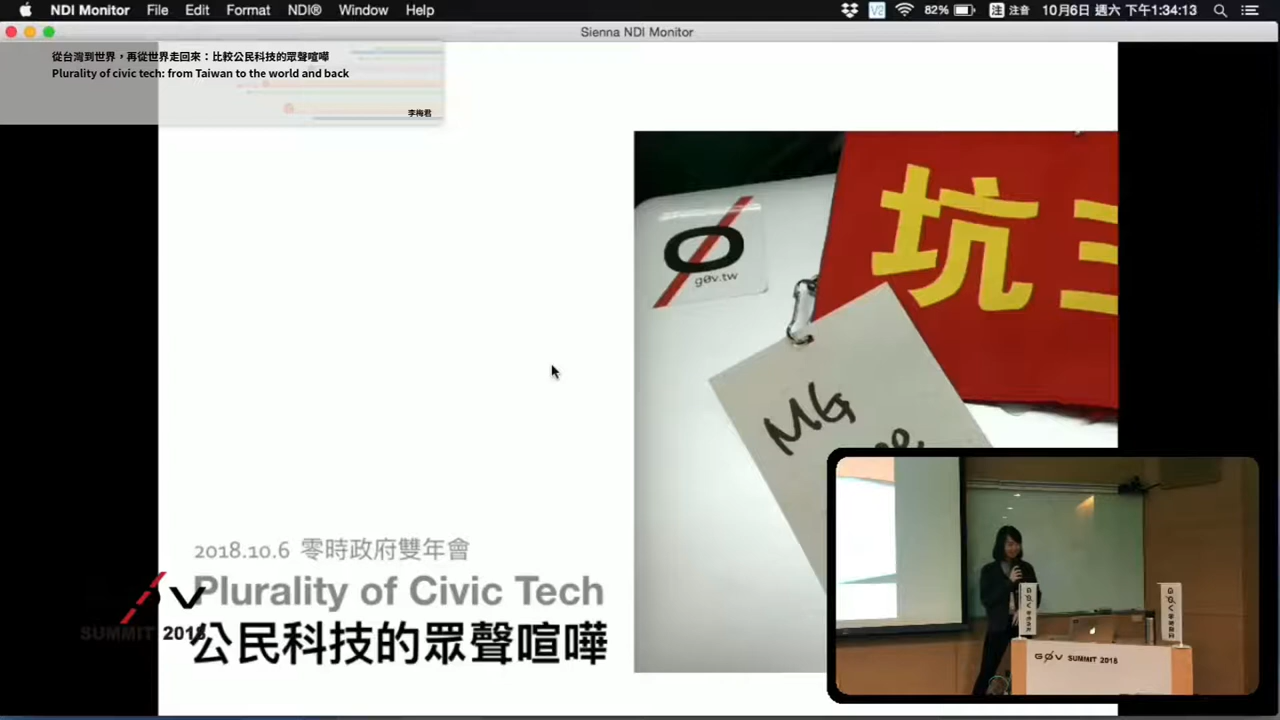 NDI Monitor File Edit Format NDI® Window Help V2 82% 注 注音 10月6日 週六 下午1:34:13
Sienna NDI Monitor
從台灣到世界，再從世界走回來：比較公民科技的眾聲喧嘩
Plurality of civic tech: from Taiwan to the world and back
李梅君
坑三
g0v.tw
MG
2018.10.6 零時政府雙年會
Plurality of Civic Tech
公民科技的眾聲喧嘩
G0V
SUMMIT 2018
G0V SUMMIT 2018